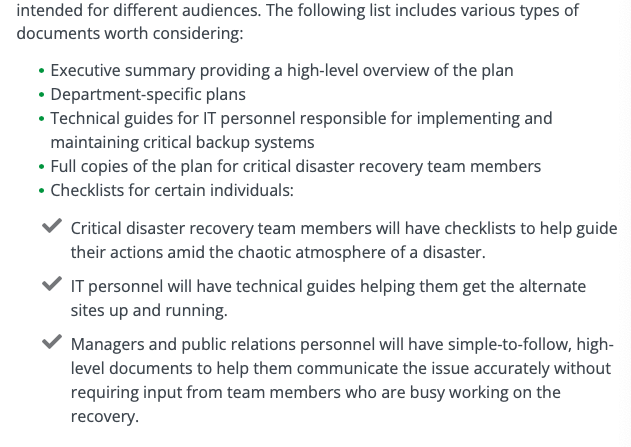 intended for different audiences. The following list includes various types of
documents worth considering:
• Executive summary providing a high-level overview of the plan
• Department-specific plans
• Technical guides for IT personnel responsible for implementing and
maintaining critical backup systems
• Full copies of the plan for critical disaster recovery team members
• Checklists for certain individuals:
✔ Critical disaster recovery team members will have checklists to help guide
their actions amid the chaotic atmosphere of a disaster.
✔ IT personnel will have technical guides helping them get the alternate
sites up and running.
✔ Managers and public relations personnel will have simple-to-follow, high-
level documents to help them communicate the issue accurately without
requiring input from team members who are busy working on the
recovery.